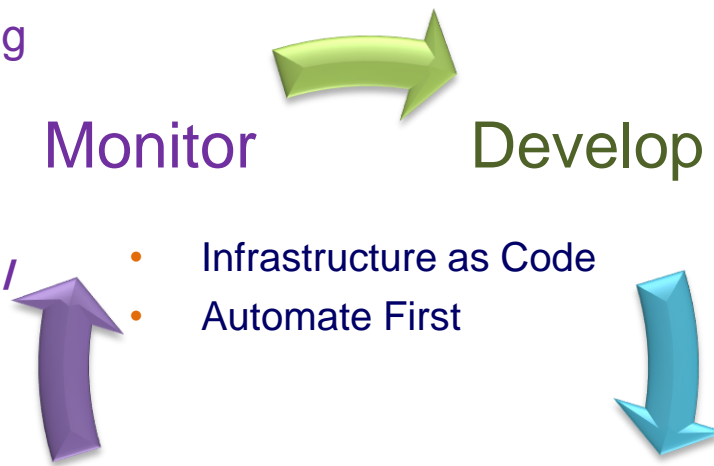 g
Monitor Develop
• Infrastructure as Code
/
• Automate First